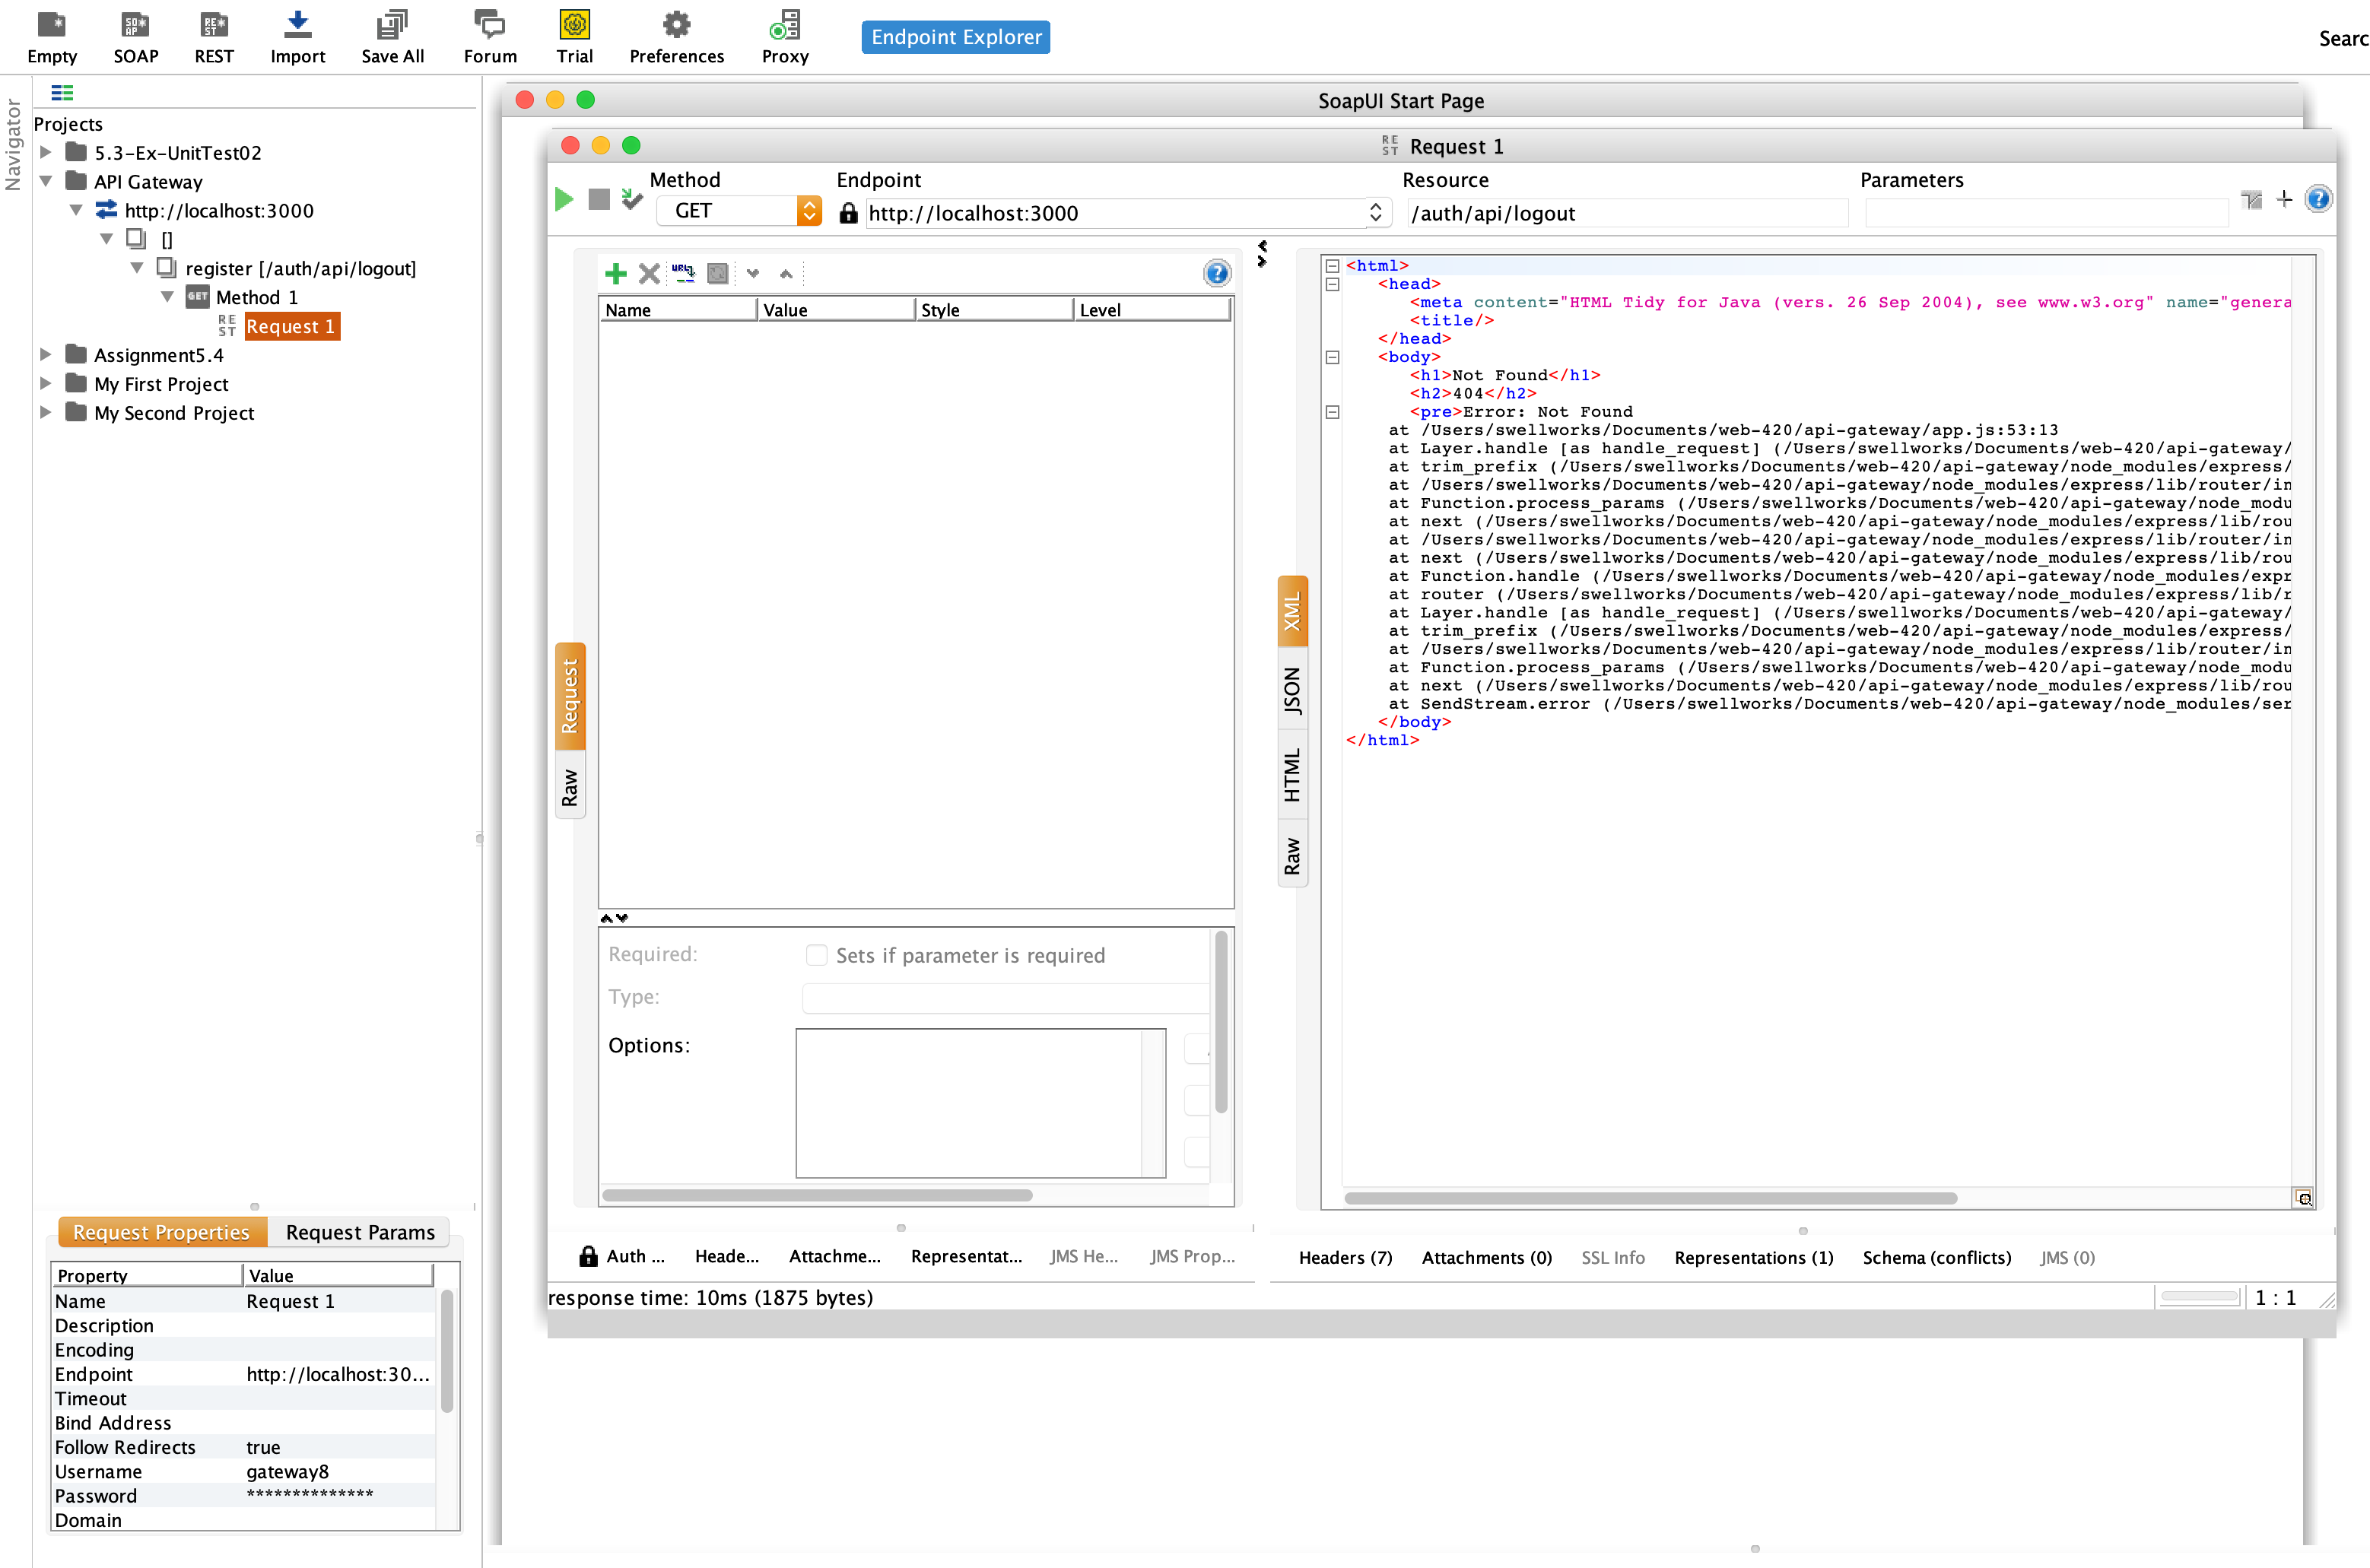 Empty SOAP REST Import Save All Forum Trial Preferences Proxy Endpoint Explorer Searc
Navigator
Projects
5.3-Ex-UnitTest02
API Gateway
http://localhost:3000
[]
register [/auth/api/logout]
GET Method 1
REST Request 1
Assignment5.4
My First Project
My Second Project
Request Properties Request Params
Property Value
Name Request 1
Description
Encoding
Endpoint http://localhost:30...
Timeout
Bind Address
Follow Redirects true
Username gateway8
Password **************
Domain
SoapUI Start Page
REST Request 1
Method Endpoint Resource Parameters
GET http://localhost:3000 /auth/api/logout
Request
Raw
Name Value Style Level
Required: Sets if parameter is required
Type:
Options:
Auth ... Heade... Attachme... Representat... JMS He... JMS Prop...
XML
JSON
HTML
Raw
<html>
<head>
<meta content="HTML Tidy for Java (vers. 26 Sep 2004), see www.w3.org" name="genera
<title/>
</head>
<body>
<h1>Not Found</h1>
<h2>404</h2>
<pre>Error: Not Found
at /Users/swellworks/Documents/web-420/api-gateway/app.js:53:13
at Layer.handle [as handle_request] (/Users/swellworks/Documents/web-420/api-gateway/
at trim_prefix (/Users/swellworks/Documents/web-420/api-gateway/node_modules/express/
at /Users/swellworks/Documents/web-420/api-gateway/node_modules/express/lib/router/in
at Function.process_params (/Users/swellworks/Documents/web-420/api-gateway/node_modu
at next (/Users/swellworks/Documents/web-420/api-gateway/node_modules/express/lib/rou
at /Users/swellworks/Documents/web-420/api-gateway/node_modules/express/lib/router/in
at next (/Users/swellworks/Documents/web-420/api-gateway/node_modules/express/lib/rou
at Function.handle (/Users/swellworks/Documents/web-420/api-gateway/node_modules/expr
at router (/Users/swellworks/Documents/web-420/api-gateway/node_modules/express/lib/r
at Layer.handle [as handle_request] (/Users/swellworks/Documents/web-420/api-gateway/
at trim_prefix (/Users/swellworks/Documents/web-420/api-gateway/node_modules/express/
at /Users/swellworks/Documents/web-420/api-gateway/node_modules/express/lib/router/in
at Function.process_params (/Users/swellworks/Documents/web-420/api-gateway/node_modu
at next (/Users/swellworks/Documents/web-420/api-gateway/node_modules/express/lib/rou
at SendStream.error (/Users/swellworks/Documents/web-420/api-gateway/node_modules/ser
</body>
</html>
Headers (7) Attachments (0) SSL Info Representations (1) Schema (conflicts) JMS (0)
response time: 10ms (1875 bytes)
1 : 1